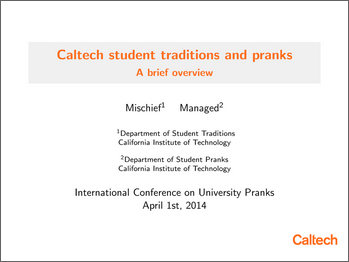 Caltech student traditions and pranks
A brief overview
Mischief¹ Managed²
¹Department of Student Traditions
California Institute of Technology
²Department of Student Pranks
California Institute of Technology
International Conference on University Pranks
April 1st, 2014
Caltech